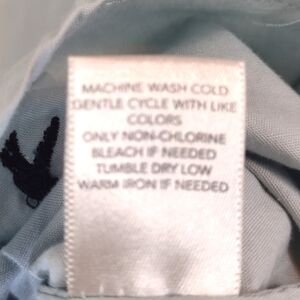 MACHINE WASH COLD
GENTLE CYCLE WITH LIKE
COLORS
ONLY NON-CHLORINE
BLEACH IF NEEDED
TUMBLE DRY LOW
WARM IRON IF NEEDED